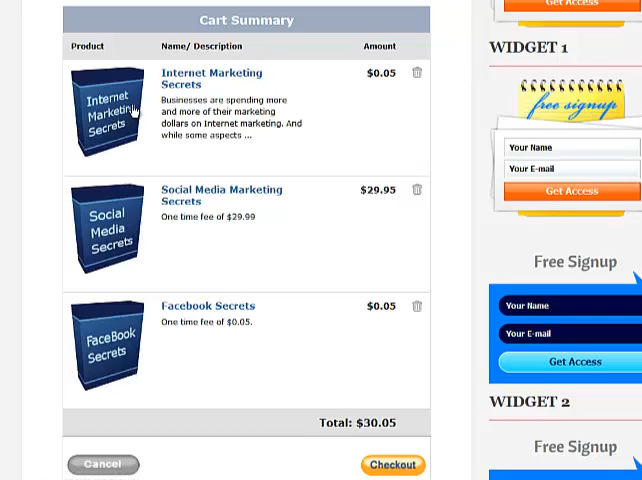 Cart Summary
Product Name/ Description Amount
Internet Marketing Secrets
Internet Marketing
Secrets
$0.05
Businesses are spending more
and more of their marketing
dollars on Internet marketing. And
while some aspects ...
Social
Media
Secrets
Social Media Marketing
Secrets
$29.95
One time fee of $29.99
FaceBook
Secrets
Facebook Secrets
$0.05
One time fee of $0.05.
Total: $30.05
Cancel
Checkout
Get Access
WIDGET 1
free signup
Your Name
Your E-mail
Get Access
Free Signup
Your Name
Your E-mail
Get Access
WIDGET 2
Free Signup